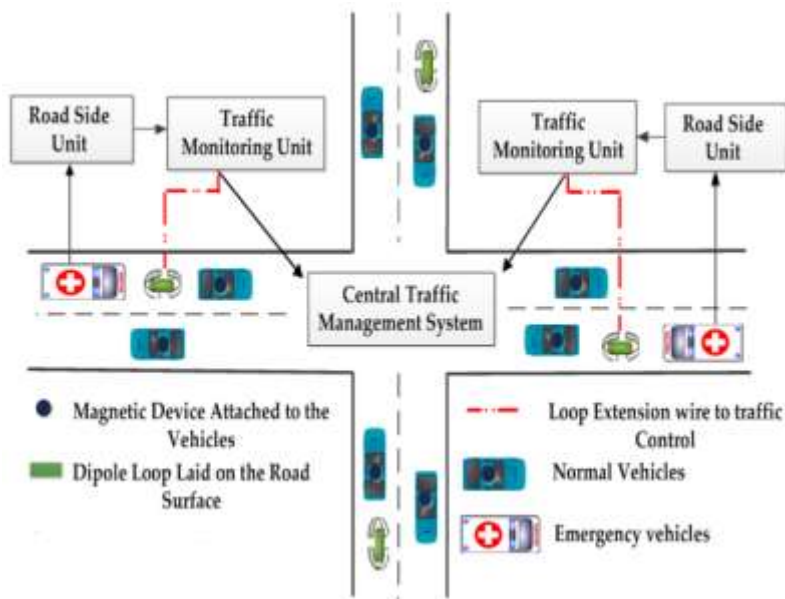 Road Side
Unit
Traffic
Monitoring Unit
Traffic
Monitoring Unit
Road Side
Unit
Central Traffic
Management System
Magnetic Device Attached to the
Vehicles
Dipole Loop Laid on the Road
Surface
Loop Extension wire to traffic
Control
Normal Vehicles
Emergency vehicles